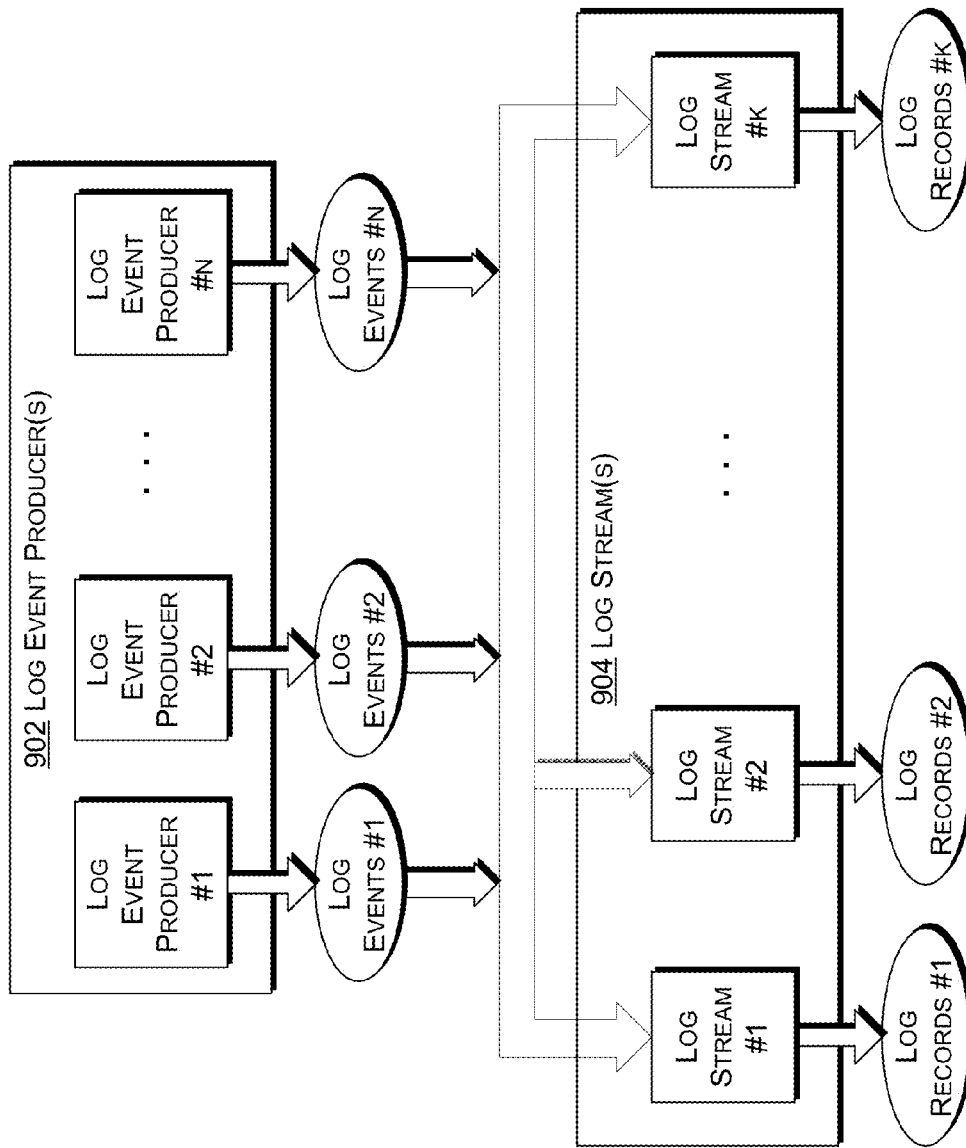 902 LOG EVENT PRODUCER(S)
LOG
EVENT
PRODUCER
#1
LOG
EVENT
PRODUCER
#2
. . .
LOG
EVENT
PRODUCER
#N
LOG
EVENTS #1
LOG
EVENTS #2
LOG
EVENTS #N
904 LOG STREAM(S)
LOG
STREAM
#1
LOG
STREAM
#2
. . .
LOG
STREAM
#K
LOG
RECORDS #1
LOG
RECORDS #2
LOG
RECORDS #K